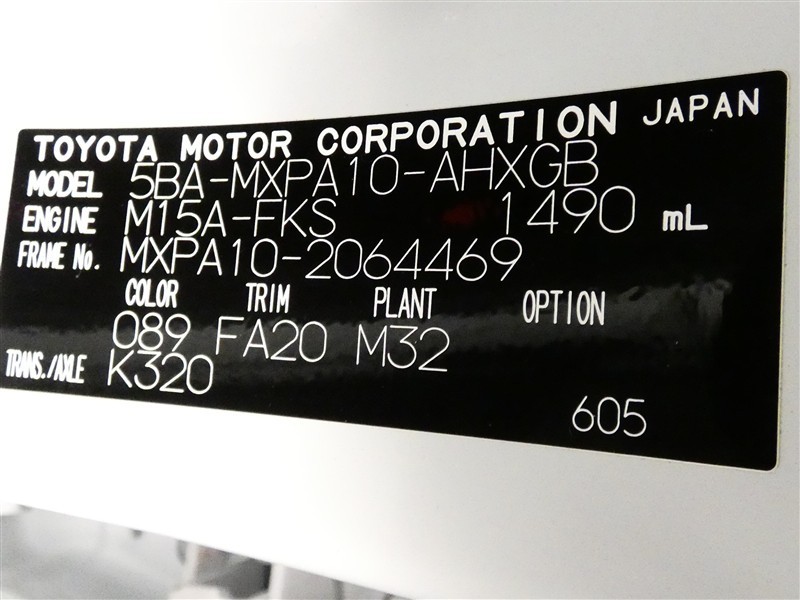 TOYOTA MOTOR CORPORATION JAPAN
MODEL 5BA-MXPA10-AHXGB
ENGINE M15A-FKS 1490 mL
FRAME No. MXPA10-2064469
COLOR TRIM PLANT OPTION
089 FA20 M32
TRANS./AXLE K320
605